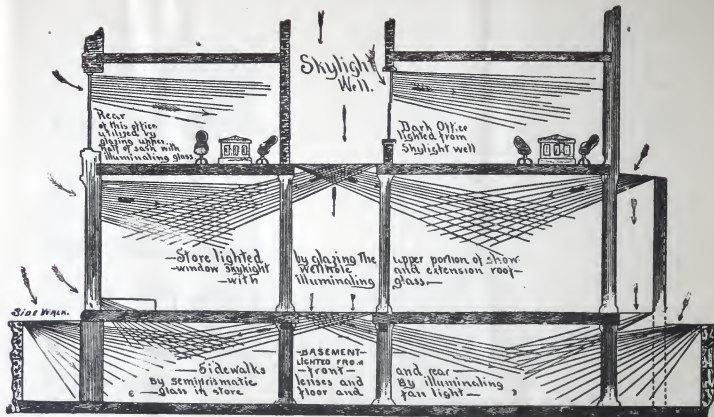 Skylight
Well.
Rear
of this office
utilized by
glazing upper
half of sash with
illuminating glass
Dark Office
lighted from
Skylight well
—Store lighted by glazing the upper portion of show
—window skylight wellhole and extension roof—
—with illuminating glass—
SIDE WALK.
—Sidewalks —BASEMENT— and rear—
LIGHTED FROM
By semiprismatic —front— By illuminating
lenses and
—glass in store floor and fan light—